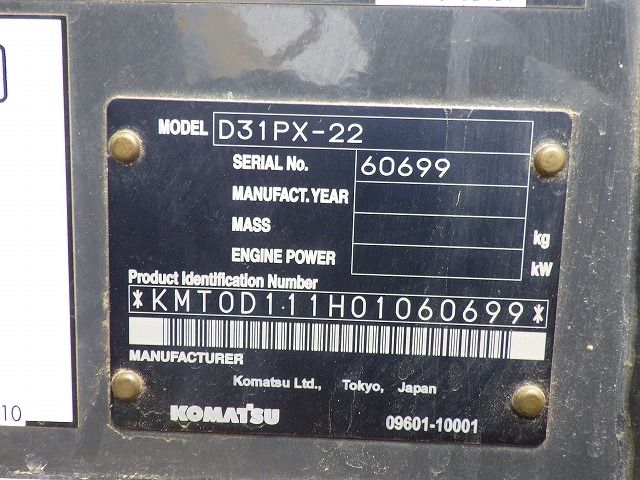 MODEL D31PX-22
SERIAL No. 60699
MANUFACT. YEAR
MASS kg
ENGINE POWER kW
Product Identification Number
*KMT0D111H01060699*
MANUFACTURER
Komatsu Ltd., Tokyo, Japan
KOMATSU 09601-10001
10